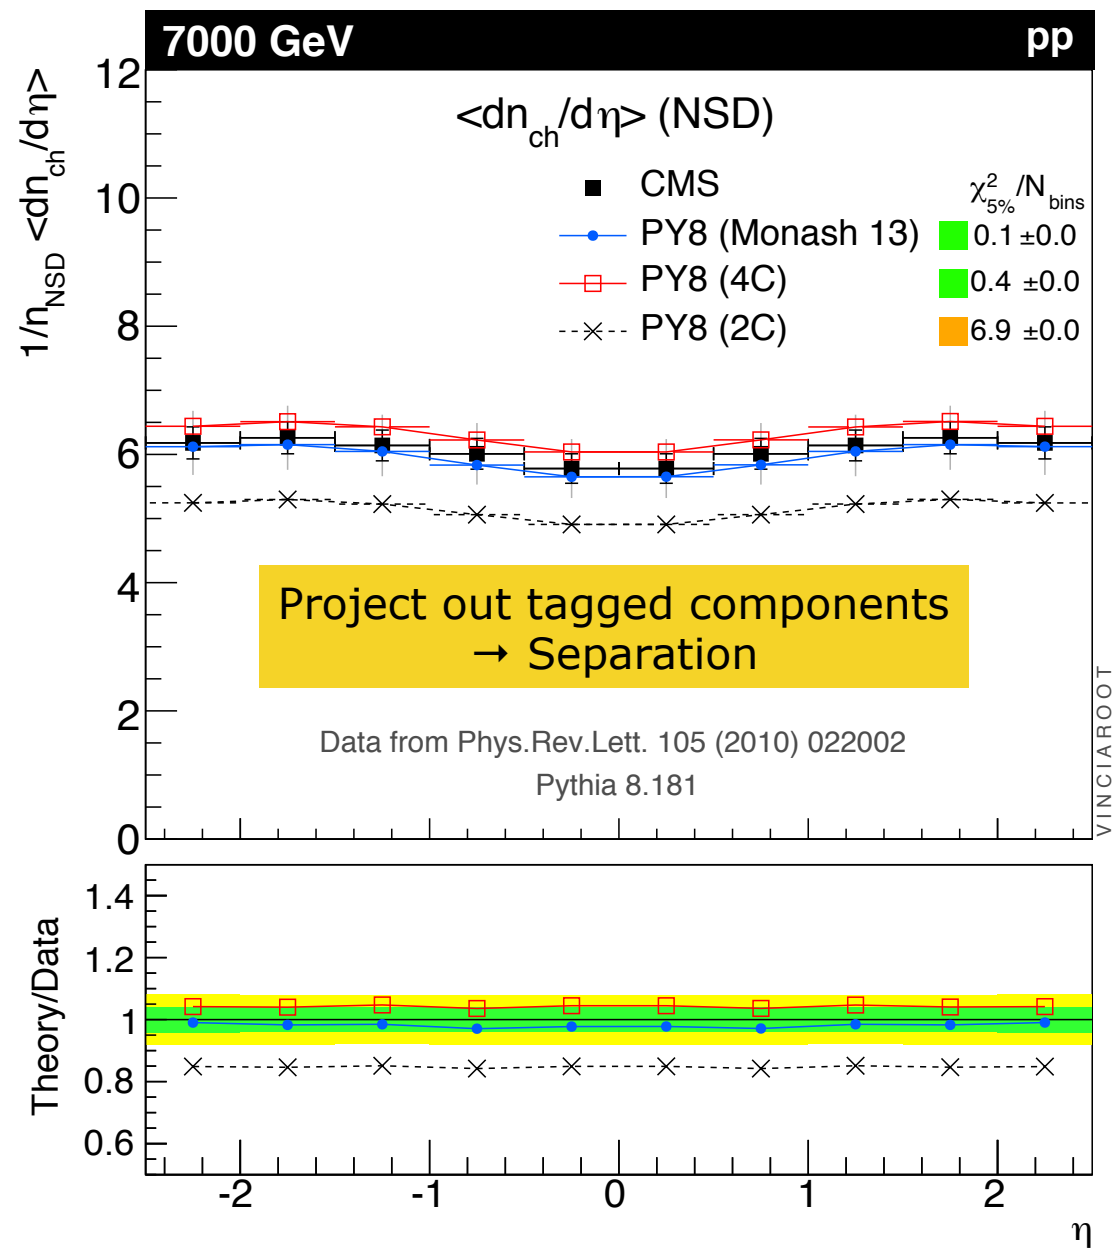 7000 GeV pp
1/n_NSD <dn_ch/dη>
<dn_ch/dη> (NSD)
CMS χ²_5%/N_bins
PY8 (Monash 13) 0.1 ±0.0
PY8 (4C) 0.4 ±0.0
PY8 (2C) 6.9 ±0.0
12
10
8
6
4
2
0
Project out tagged components
→ Separation
Data from Phys.Rev.Lett. 105 (2010) 022002
Pythia 8.181
VINCIAROOT
Theory/Data
1.4
1.2
1
0.8
0.6
-2 -1 0 1 2
η